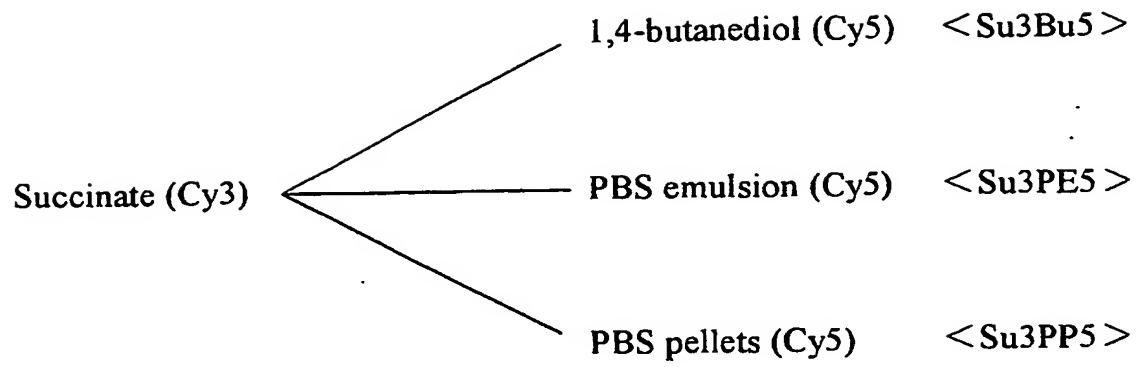 1,4-butanediol (Cy5) <Su3Bu5>
Succinate (Cy3) PBS emulsion (Cy5) <Su3PE5>
PBS pellets (Cy5) <Su3PP5>